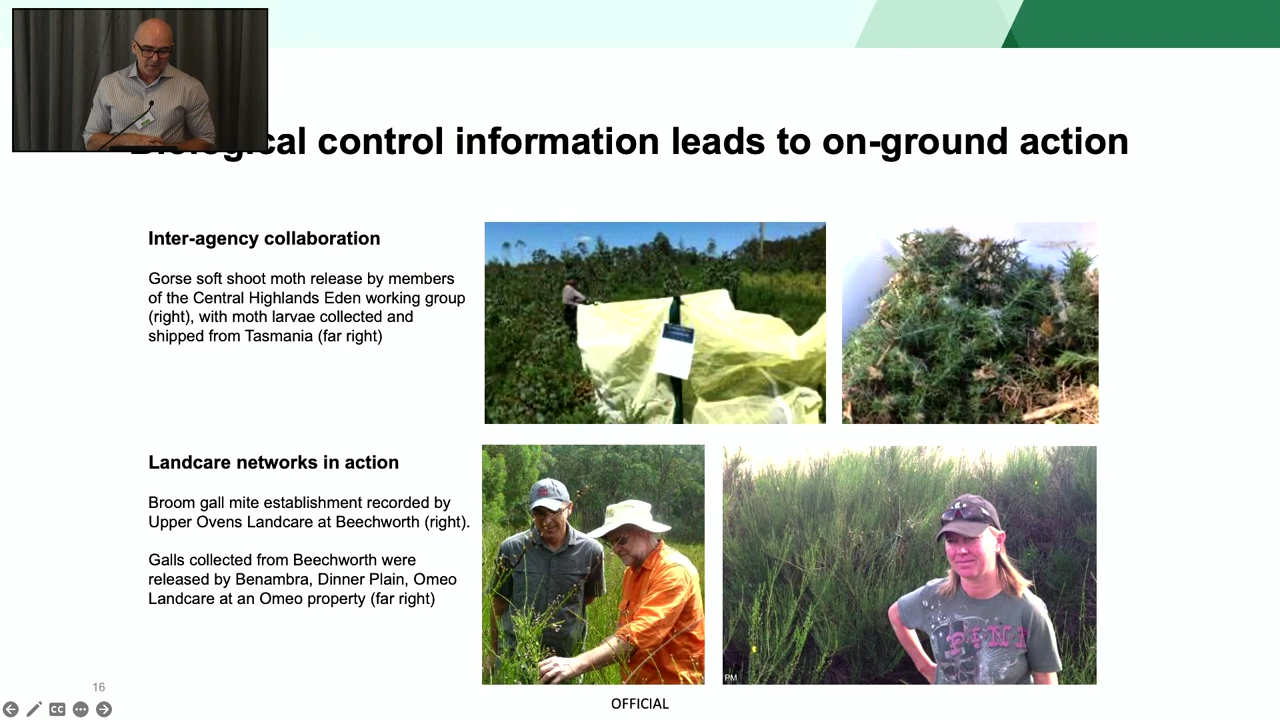 Biological control information leads to on-ground action
Inter-agency collaboration
Gorse soft shoot moth release by members
of the Central Highlands Eden working group
(right), with moth larvae collected and
shipped from Tasmania (far right)
Landcare networks in action
Broom gall mite establishment recorded by
Upper Ovens Landcare at Beechworth (right).
Galls collected from Beechworth were
released by Benambra, Dinner Plain, Omeo
Landcare at an Omeo property (far right)
PM
16
CC
OFFICIAL